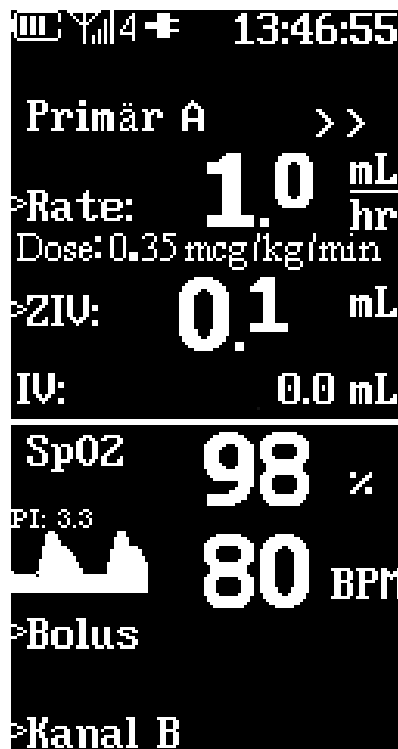 4 13:46:55
Primär A >>
Rate: 1.0 mL/hr
Dose: 0.35 mcg/kg/min
ZIV: 0.1 mL
IV: 0.0 mL
SpO2 98 %
PI: 3.3
80 BPM
Bolus
Kanal B